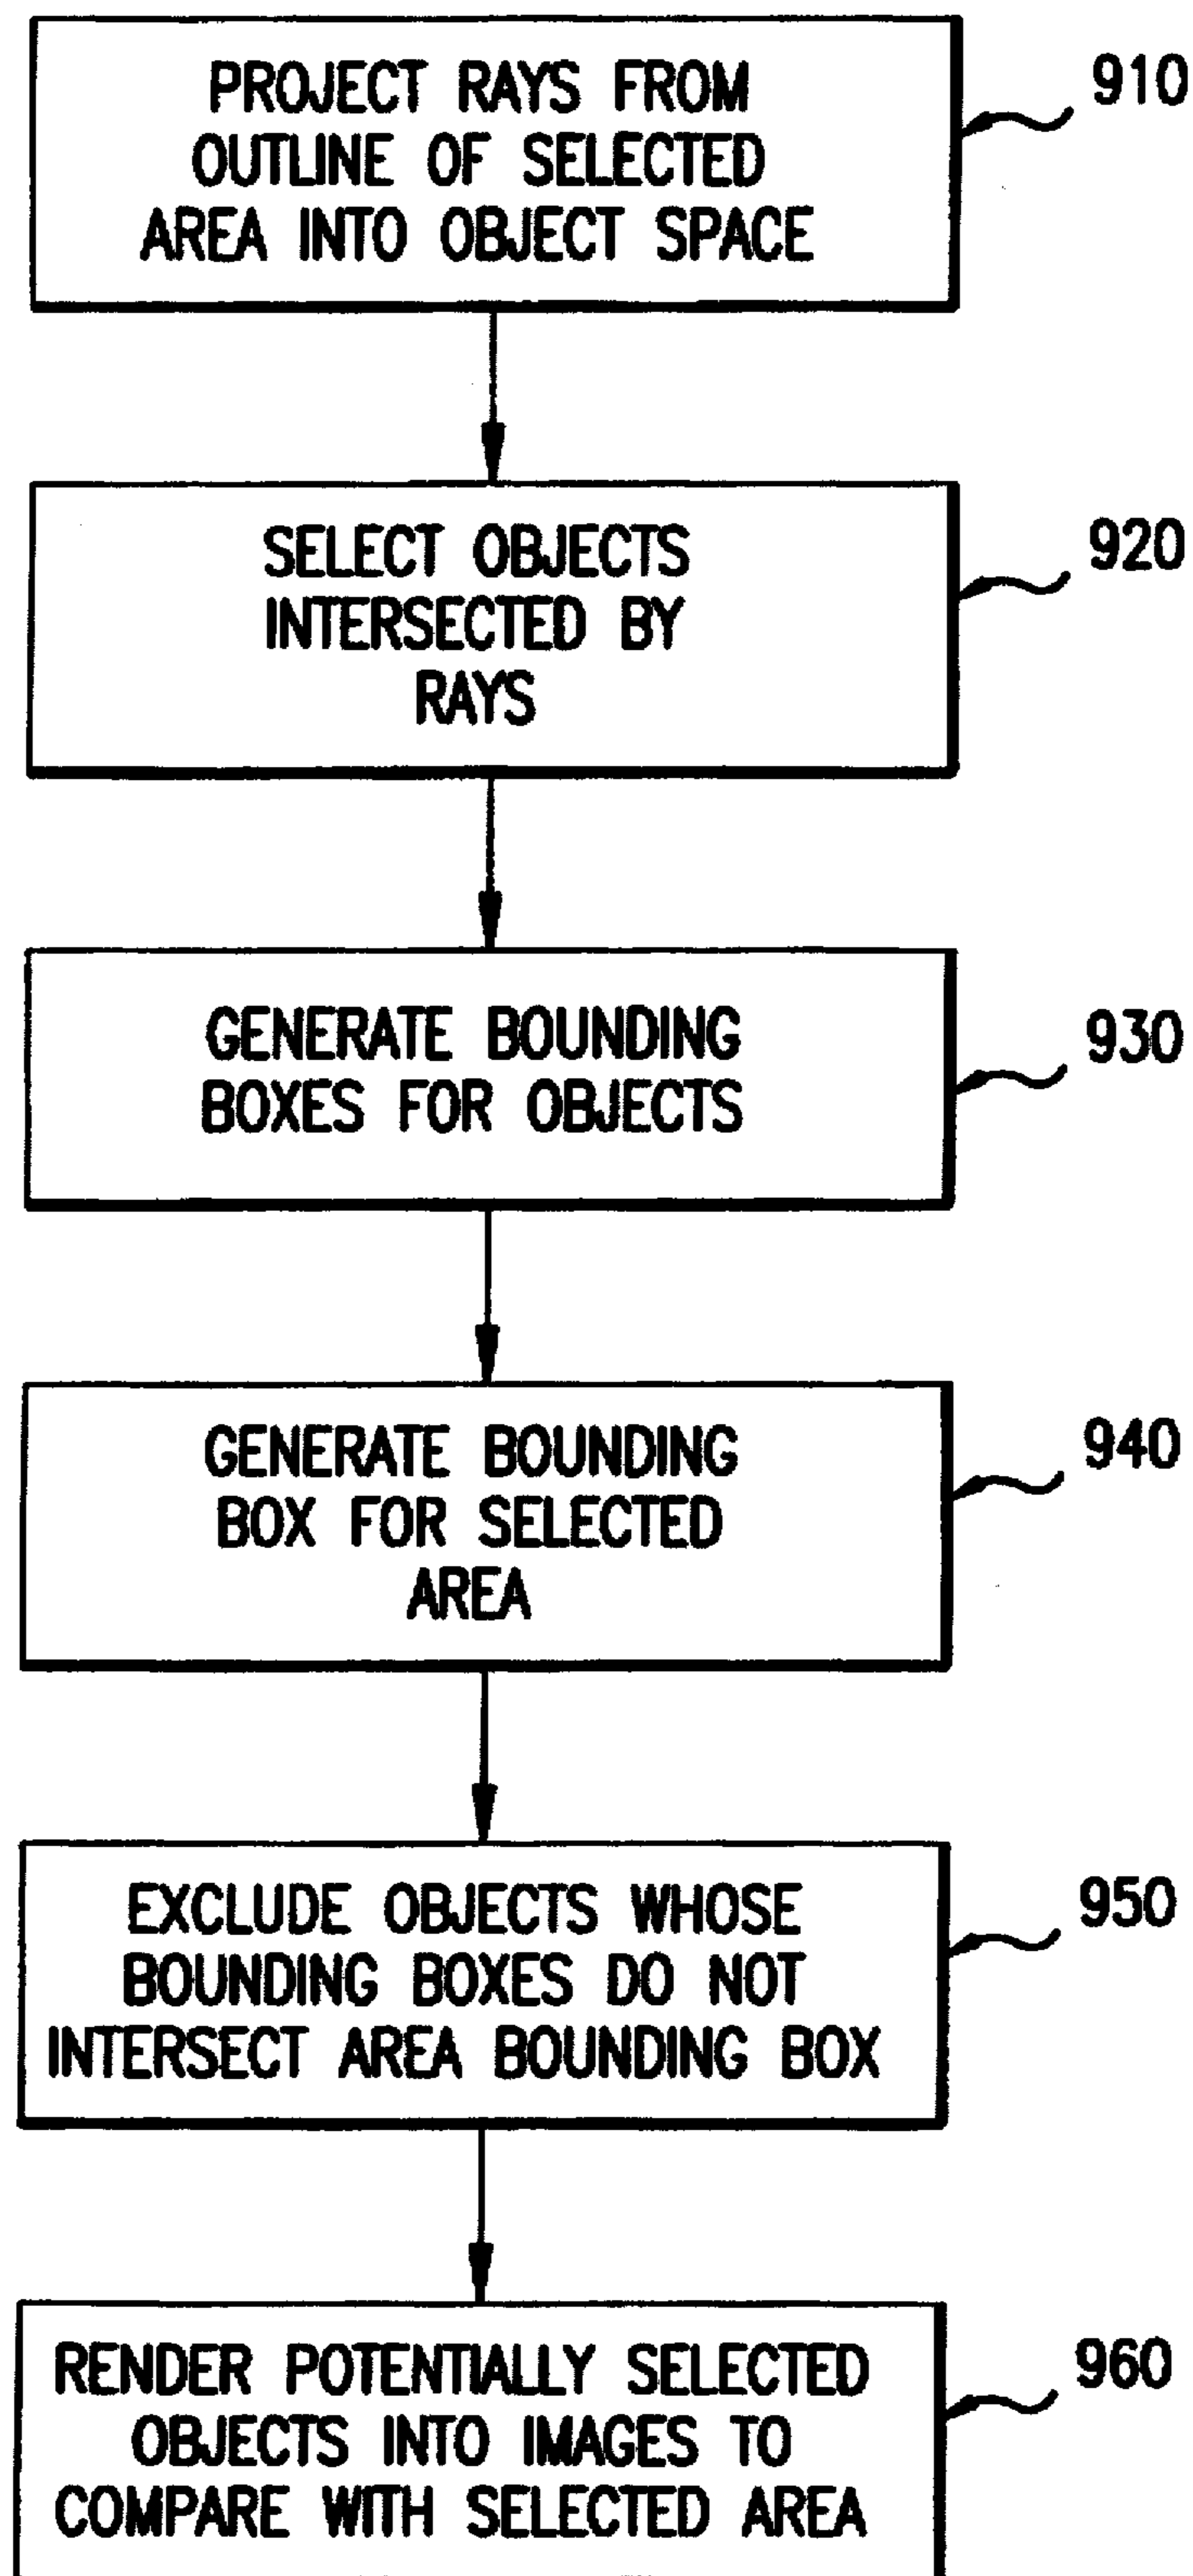 PROJECT RAYS FROM
OUTLINE OF SELECTED
AREA INTO OBJECT SPACE
910
SELECT OBJECTS
INTERSECTED BY
RAYS
920
GENERATE BOUNDING
BOXES FOR OBJECTS
930
GENERATE BOUNDING
BOX FOR SELECTED
AREA
940
EXCLUDE OBJECTS WHOSE
BOUNDING BOXES DO NOT
INTERSECT AREA BOUNDING BOX
950
RENDER POTENTIALLY SELECTED
OBJECTS INTO IMAGES TO
COMPARE WITH SELECTED AREA
960